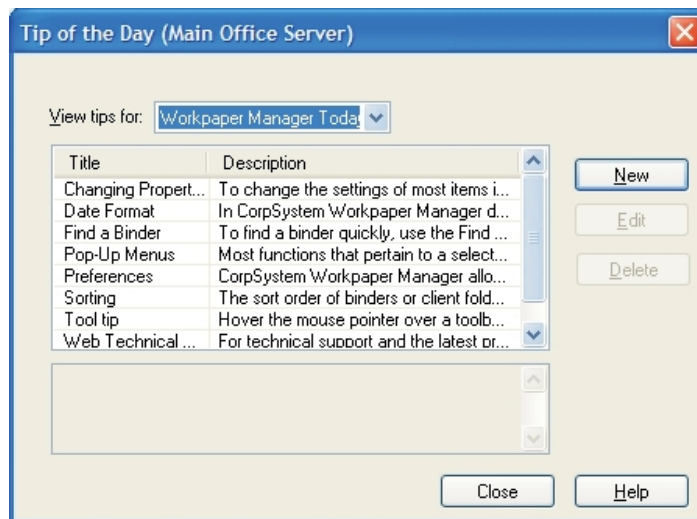 Tip of the Day (Main Office Server)
View tips for: Workpaper Manager Today
Title Description
Changing Propert... To change the settings of most items i...
New
Date Format In CorpSystem Workpaper Manager d...
Edit
Find a Binder To find a binder quickly, use the Find ...
Pop-Up Menus Most functions that pertain to a select...
Delete
Preferences CorpSystem Workpaper Manager allo...
Sorting The sort order of binders or client fold...
Tool tip Hover the mouse pointer over a toolb...
Web Technical ... For technical support and the latest pr...
Close Help